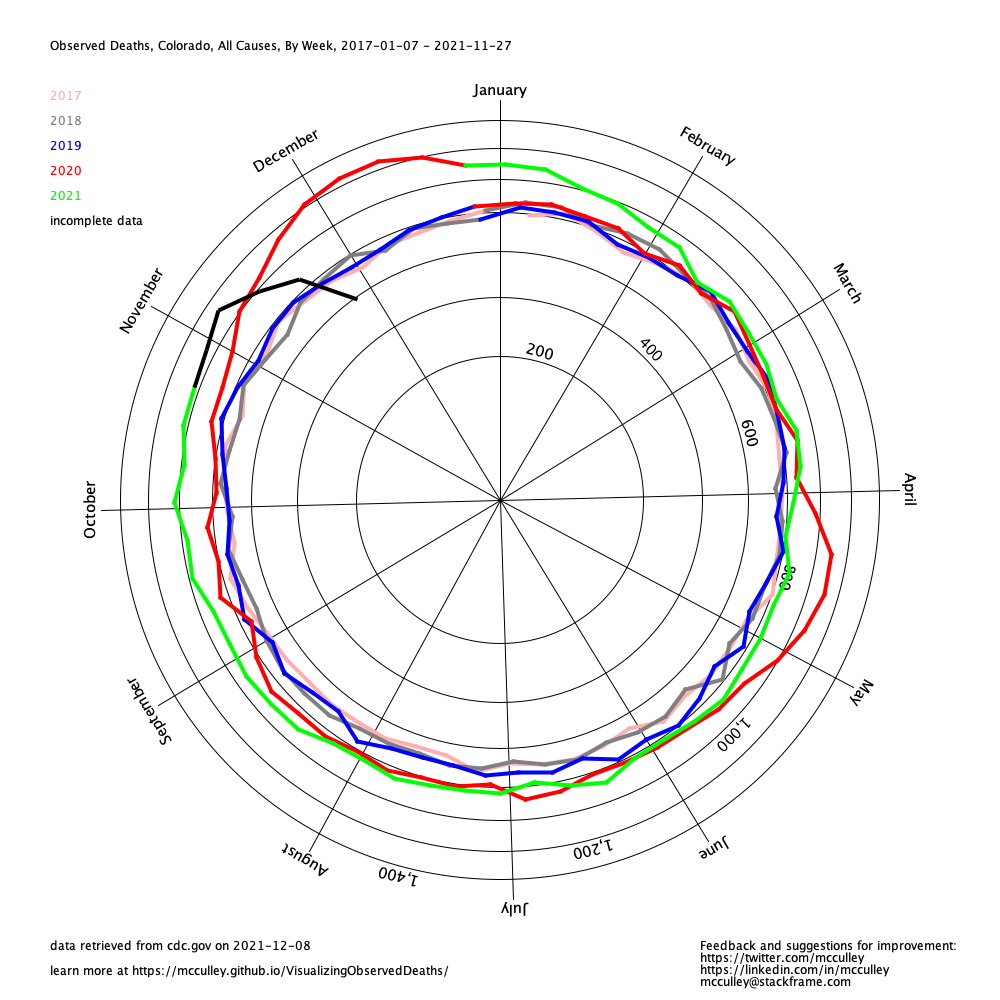 Observed Deaths, Colorado, All Causes, By Week, 2017-01-07 - 2021-11-27
2017
2018
2019
2020
2021
incomplete data
January
February
March
April
May
June
July
August
September
October
November
December
200
400
600
800
1,000
1,200
1,400
data retrieved from cdc.gov on 2021-12-08
learn more at https://mcculley.github.io/VisualizingObservedDeaths/
Feedback and suggestions for improvement:
https://twitter.com/mcculley
https://linkedin.com/in/mcculley
mcculley@stackframe.com